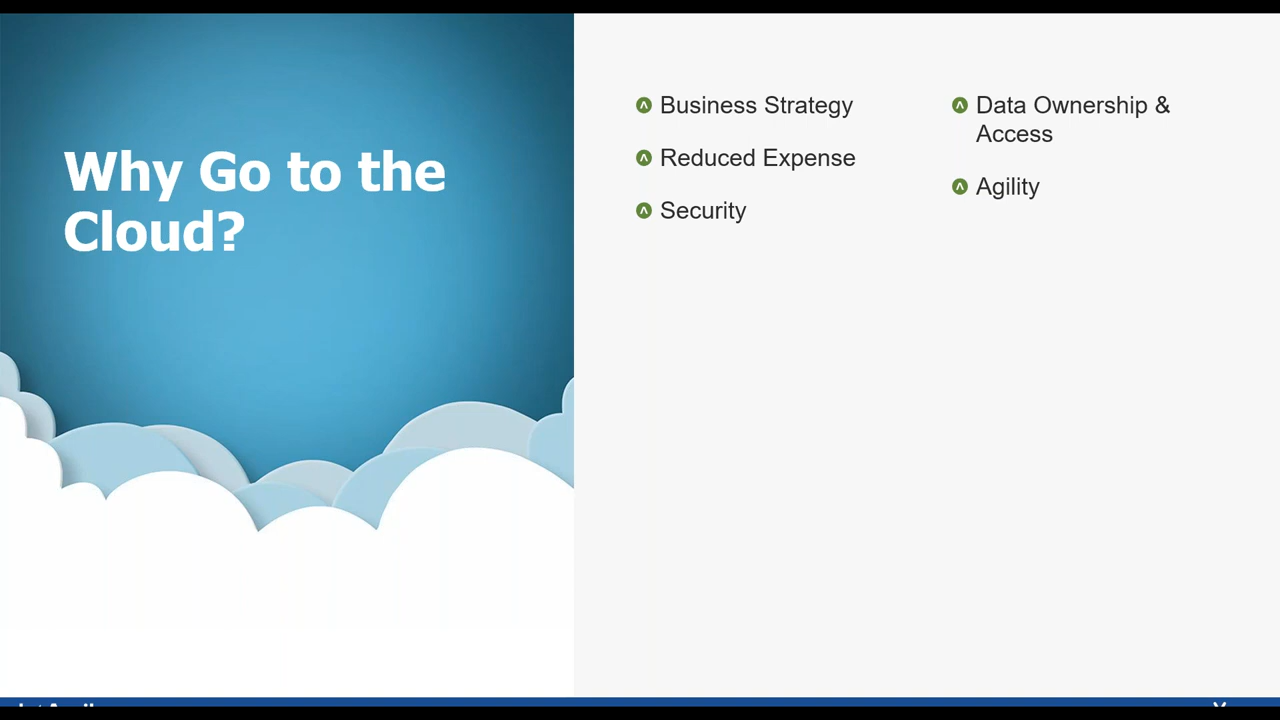 Why Go to the
Cloud?
Business Strategy
Reduced Expense
Security
Data Ownership &
Access
Agility